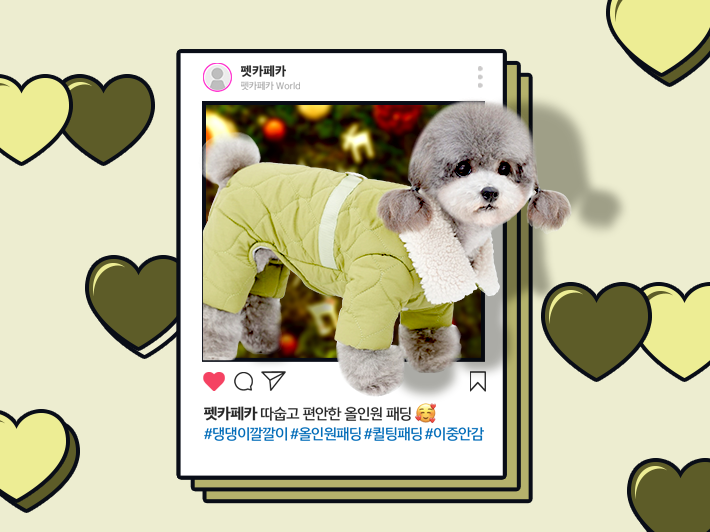 펫카페카
펫카페카 World
펫카페카 따숩고 편안한 올인원 패딩 🥰
#댕댕이깔깔이 #올인원패딩 #퀼팅패딩 #이중안감